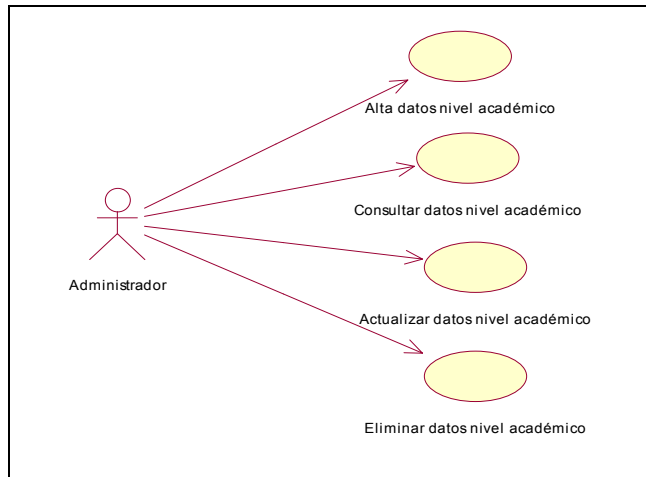 Alta datos nivel académico
Consultar datos nivel académico
Administrador
Actualizar datos nivel académico
Eliminar datos nivel académico